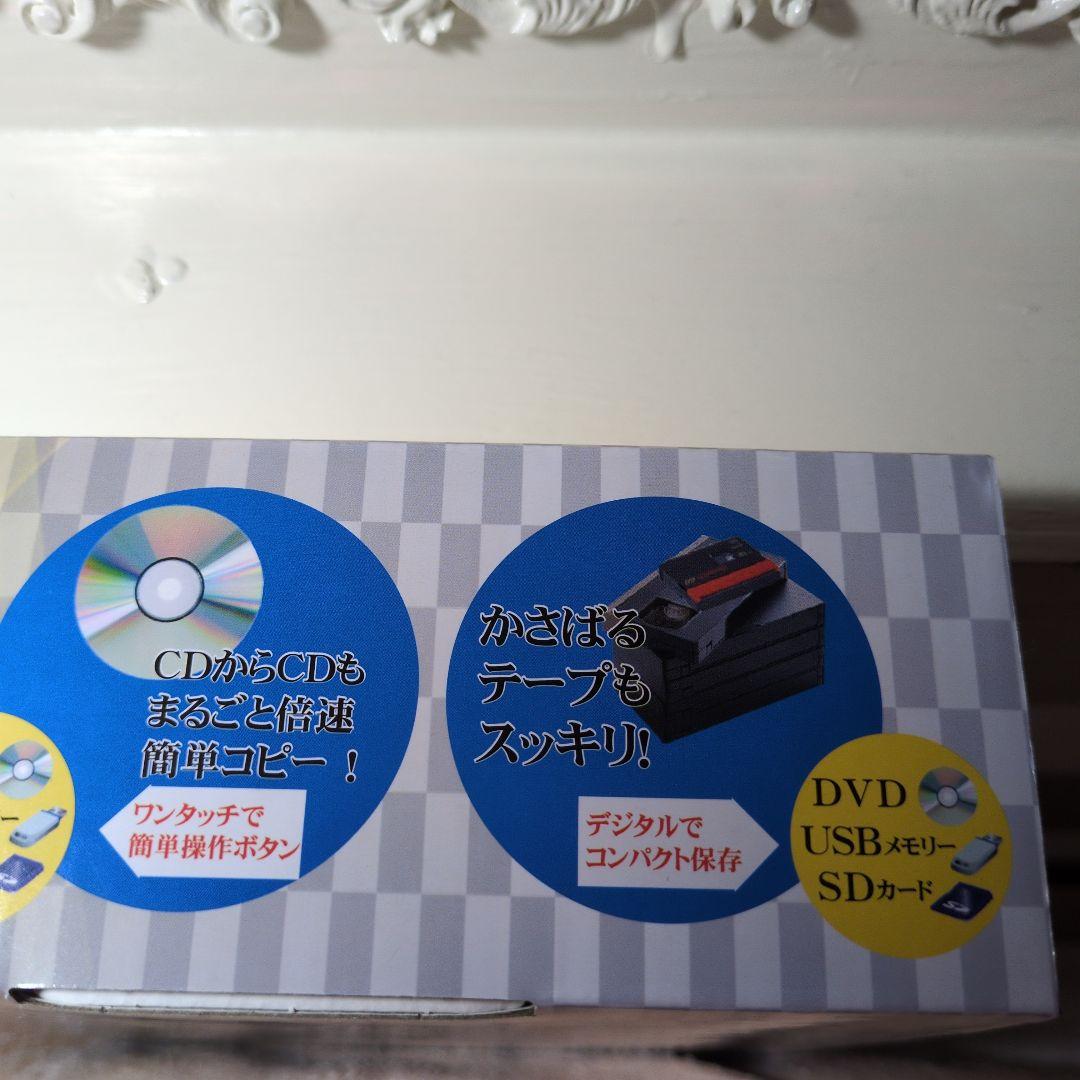 CDからCDも
まるごと倍速
簡単コピー！
ワンタッチで
簡単操作ボタン
ー
かさばる
テープも
スッキリ!
デジタルで
コンパクト保存
DVD
USBメモリー
SDカード